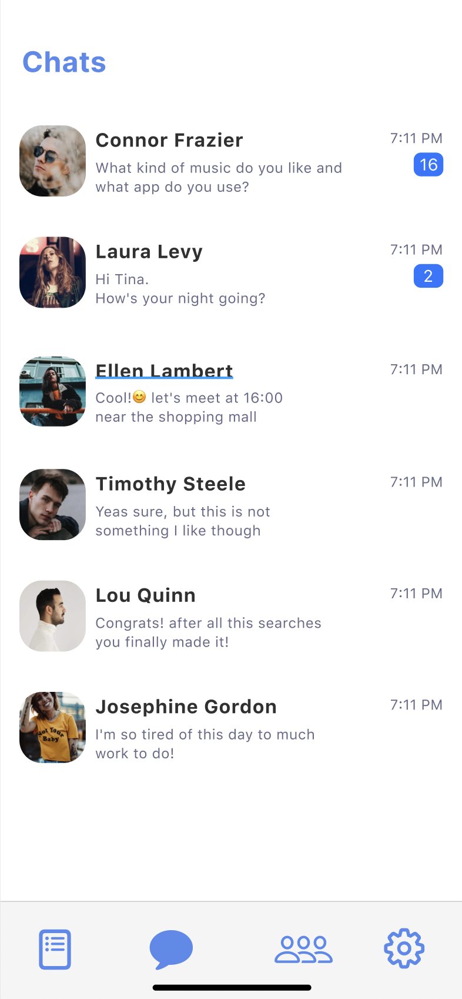 Chats
Connor Frazier
7:11 PM
What kind of music do you like and
16
what app do you use?
Laura Levy
7:11 PM
Hi Tina.
2
How's your night going?
Ellen Lambert
7:11 PM
Cool!😊 let's meet at 16:00
near the shopping mall
Timothy Steele
7:11 PM
Yeas sure, but this is not
something I like though
Lou Quinn
7:11 PM
Congrats! after all this searches
you finally made it!
Josephine Gordon
7:11 PM
I'm so tired of this day to much
work to do!
Not Your
Baby